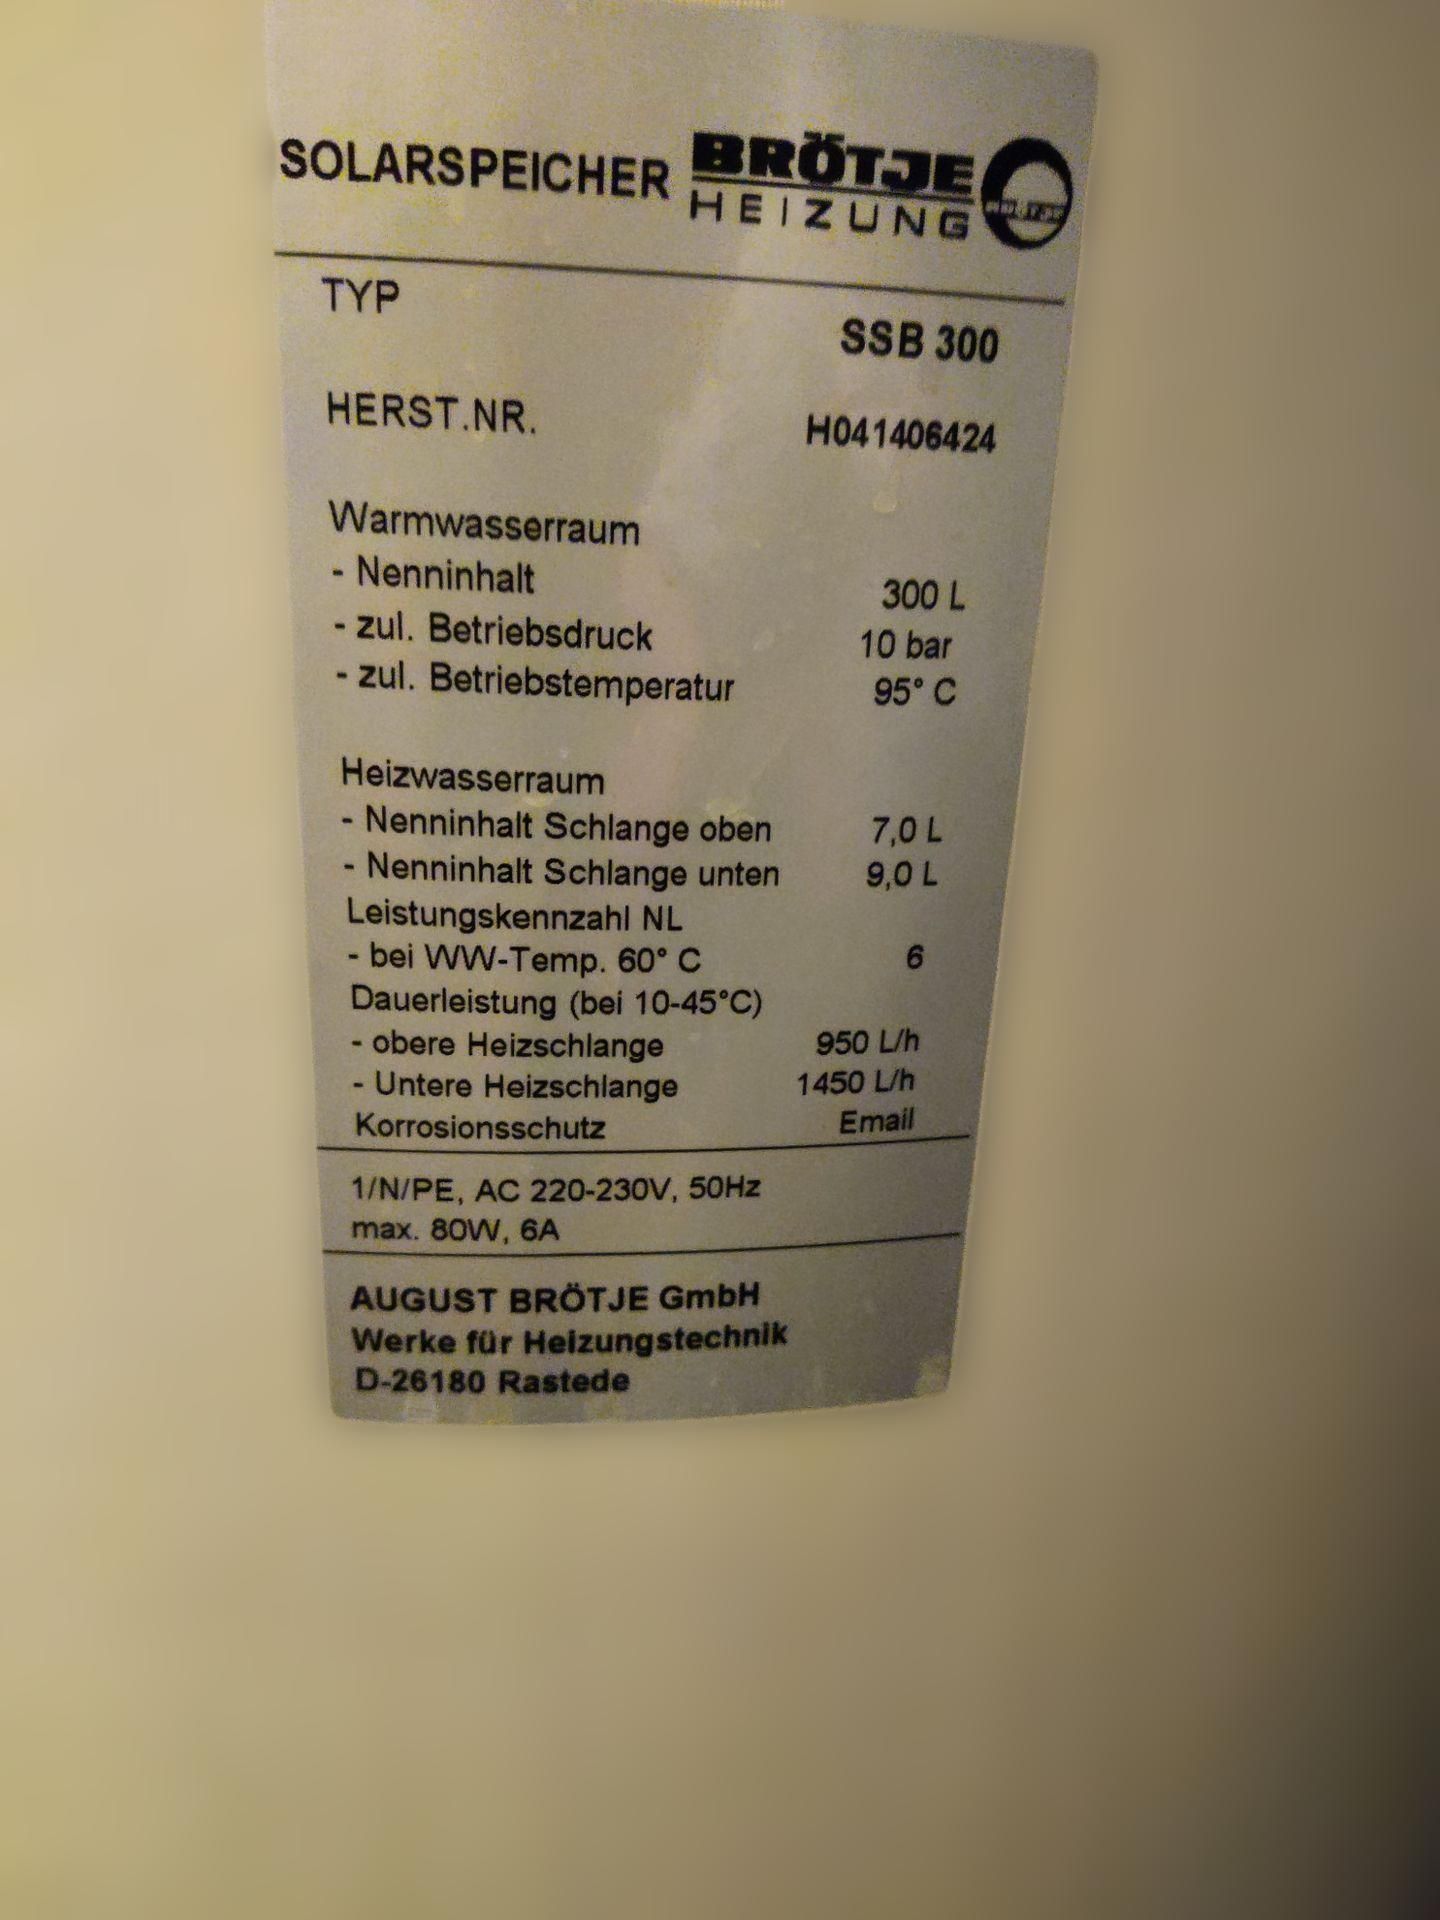 SOLARSPEICHER BRÖTJE
HEIZUNG
BRÖTJE
TYP SSB 300
HERST.NR. H041406424
Warmwasserraum
- Nenninhalt 300 L
- zul. Betriebsdruck 10 bar
- zul. Betriebstemperatur 95° C
Heizwasserraum
- Nenninhalt Schlange oben 7,0 L
- Nenninhalt Schlange unten 9,0 L
Leistungskennzahl NL
- bei WW-Temp. 60° C 6
Dauerleistung (bei 10-45°C)
- obere Heizschlange 950 L/h
- Untere Heizschlange 1450 L/h
Korrosionsschutz Email
1/N/PE, AC 220-230V, 50Hz
max. 80W, 6A
AUGUST BRÖTJE GmbH
Werke für Heizungstechnik
D-26180 Rastede